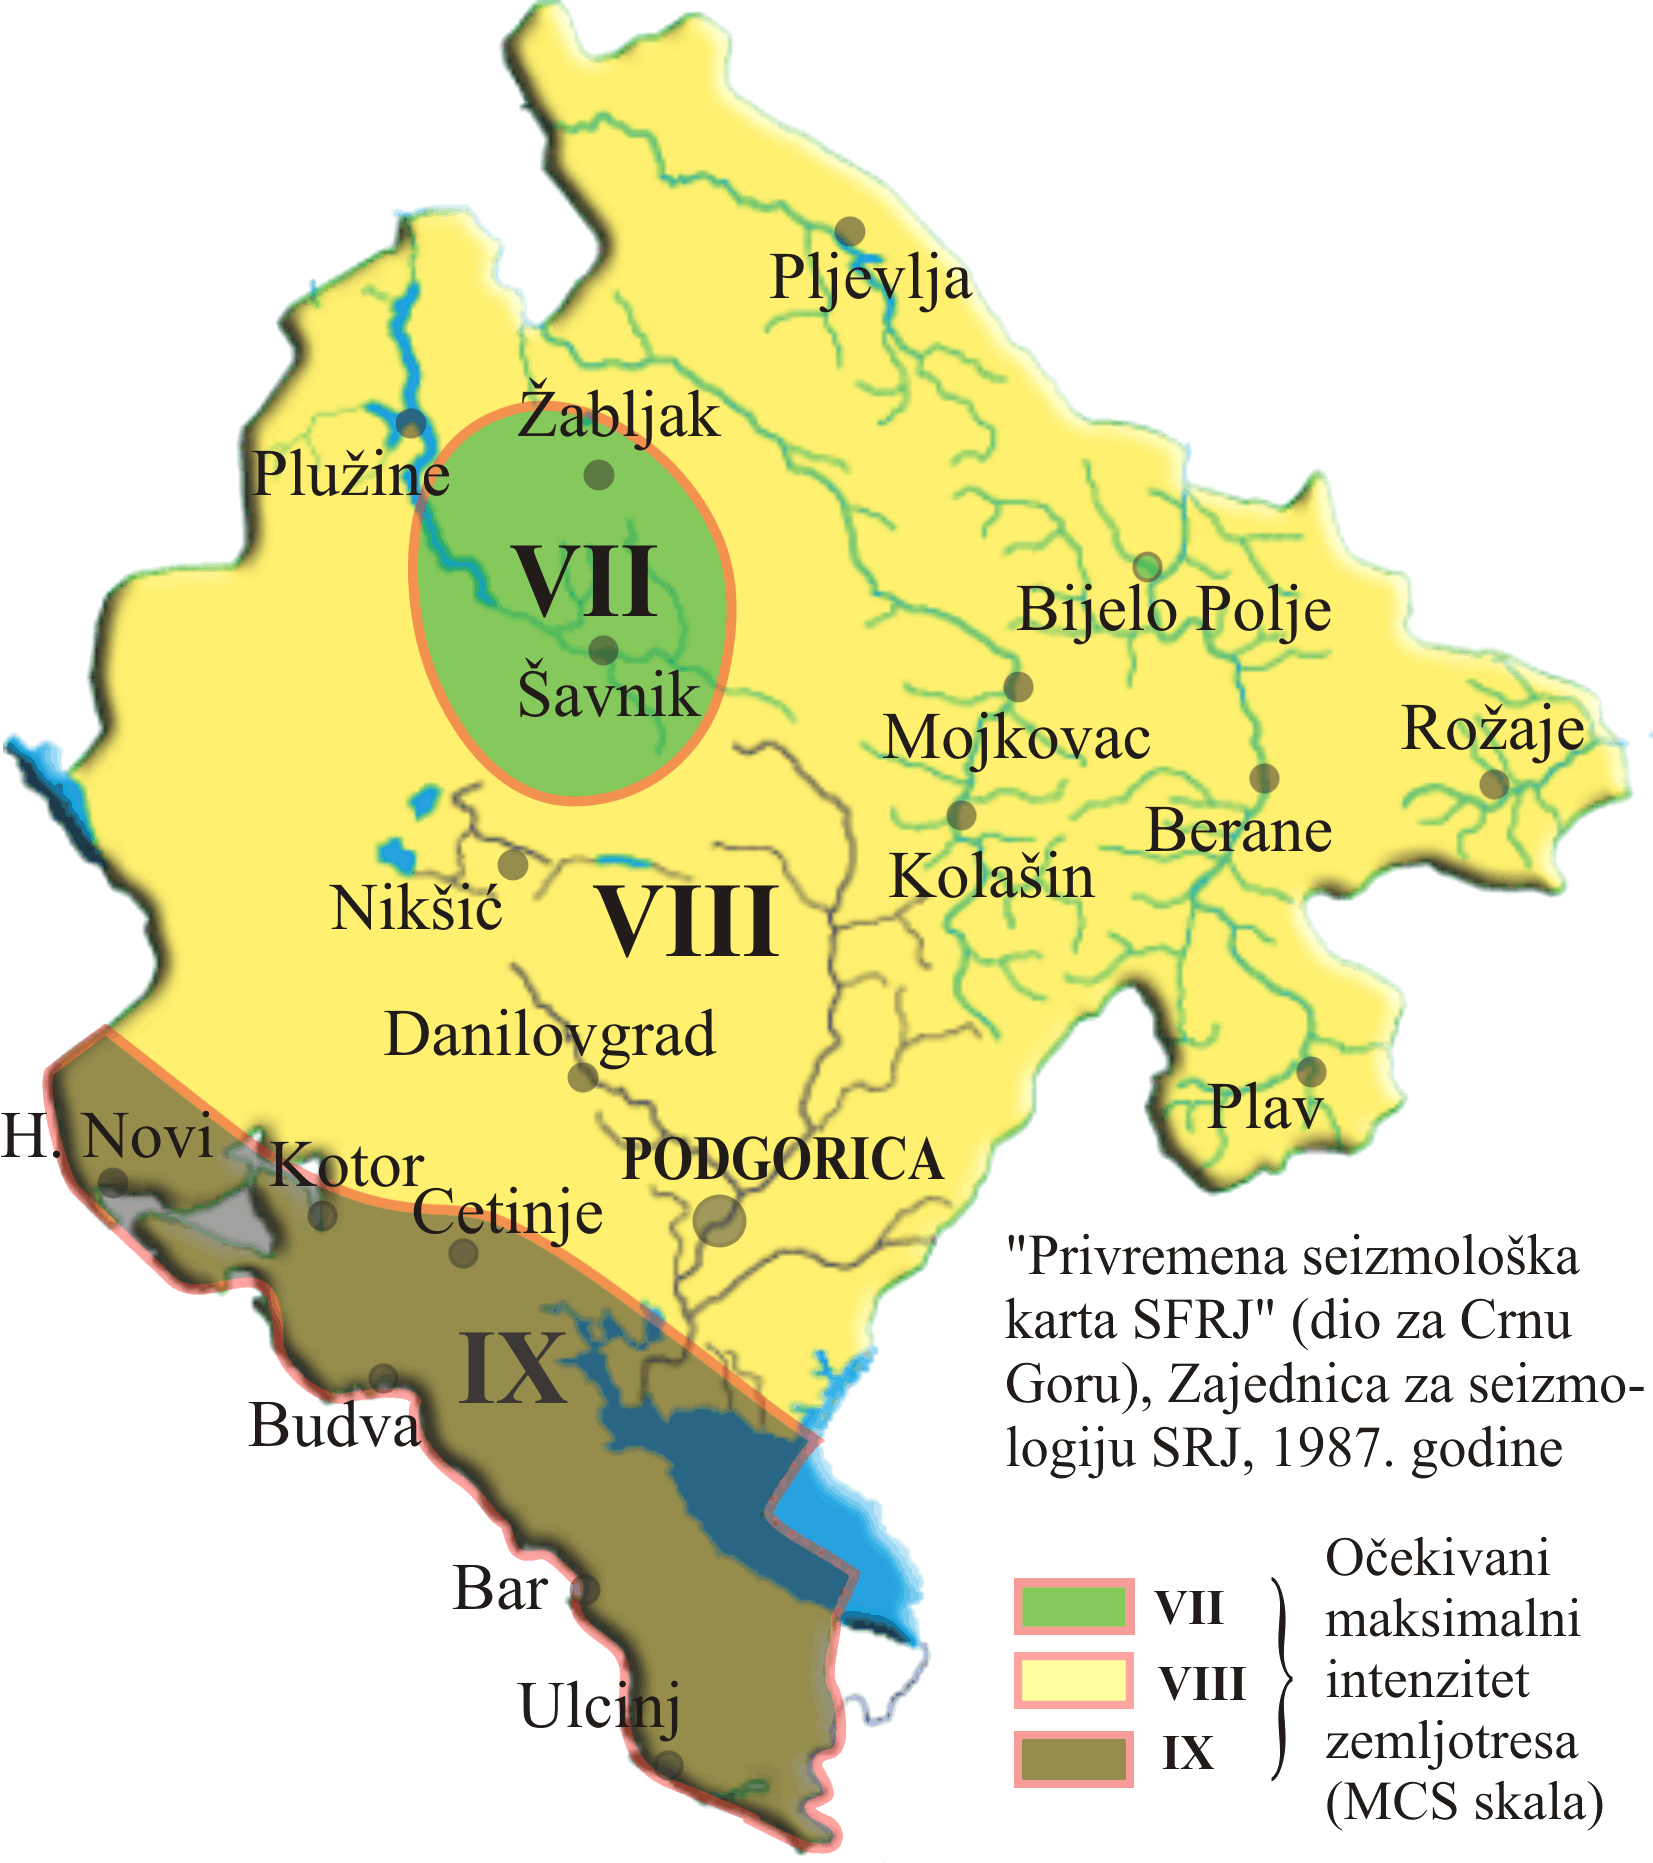 Pljevlja
Žabljak
Plužine
VII
Bijelo Polje
Šavnik
Mojkovac
Rožaje
Berane
Kolašin
Nikšić
VIII
Danilovgrad
Plav
H. Novi
Kotor
PODGORICA
Cetinje
IX
Budva
Bar
Ulcinj
"Privremena seizmološka
karta SFRJ" (dio za Crnu
Goru), Zajednica za seizmo-
logiju SRJ, 1987. godine
VII
VIII
IX
Očekivani
maksimalni
intenzitet
zemljotresa
(MCS skala)